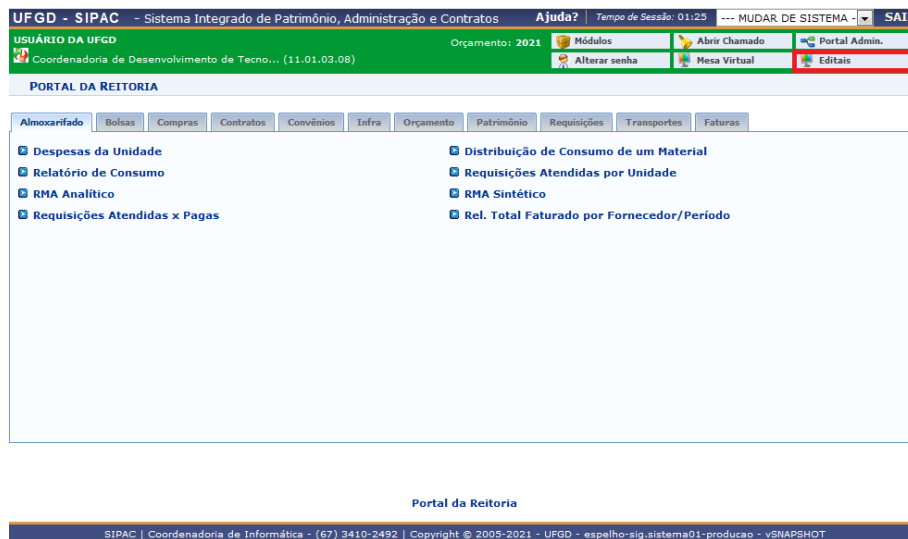 UFGD - SIPAC - Sistema Integrado de Patrimônio, Administração e Contratos Ajuda? Tempo de Sessão: 01:25 --- MUDAR DE SISTEMA - SAI
USUÁRIO DA UFGD Orçamento: 2021 Módulos Abrir Chamado Portal Admin.
Coordenadoria de Desenvolvimento de Tecno... (11.01.03.08) Alterar senha Mesa Virtual Editais
PORTAL DA REITORIA
Almoxarifado Bolsas Compras Contratos Convênios Infra Orçamento Patrimônio Requisições Transportes Faturas
Despesas da Unidade Distribuição de Consumo de um Material
Relatório de Consumo Requisições Atendidas por Unidade
RMA Analítico RMA Sintético
Requisições Atendidas x Pagas Rel. Total Faturado por Fornecedor/Período
Portal da Reitoria
SIPAC | Coordenadoria de Informática - (67) 3410-2492 | Copyright © 2005-2021 - UFGD - espelho-sig.sistema01-producao - vSNAPSHOT